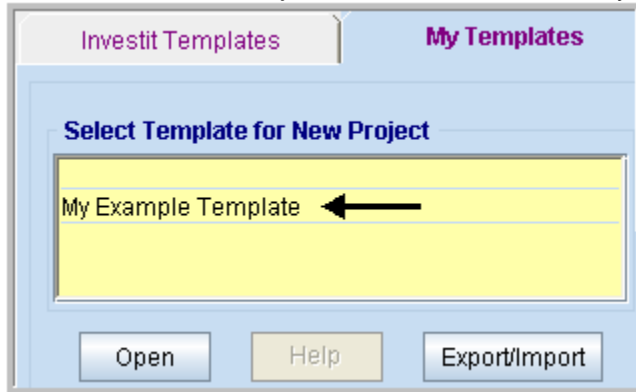 Investit Templates My Templates
Select Template for New Project
My Example Template
Open Help Export/Import